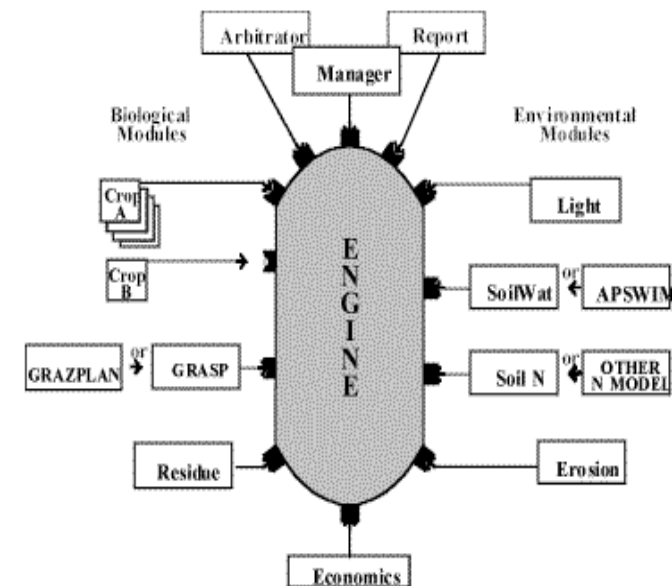 Arbitrator
Report
Manager
Biological
Modules
Environmental
Modules
Crop
A
Light
ENGINE
Crop
B
SoilWat
or
APSWIM
GRAZPLAN
or
GRASP
Soil N
or
OTHER
N MODEL
Residue
Erosion
Economics